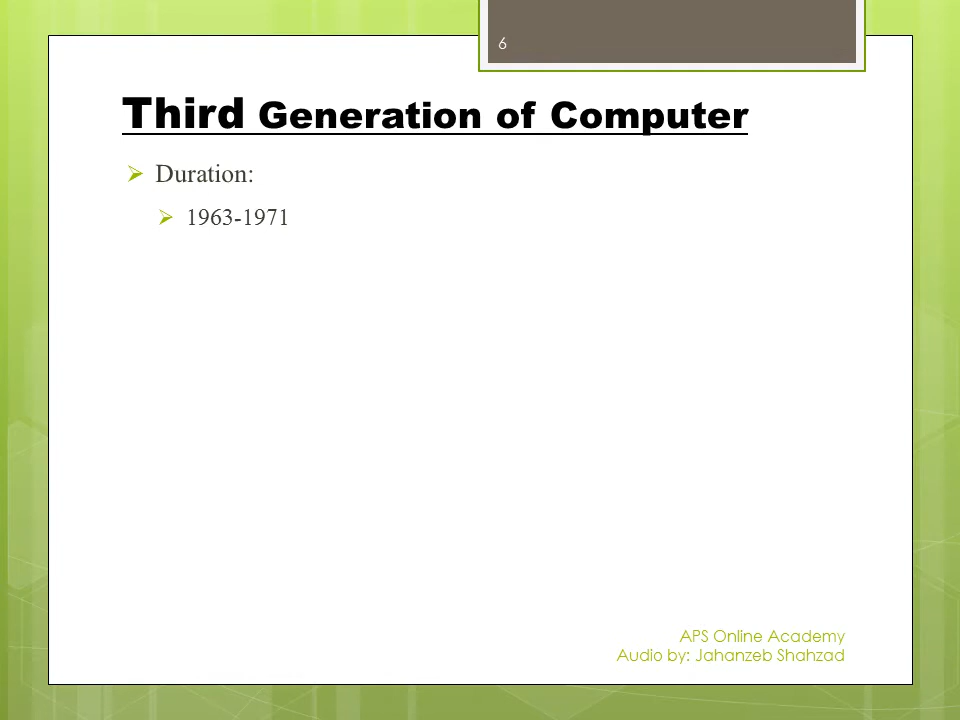 6
Third Generation of Computer
Duration:
1963-1971
APS Online Academy
Audio by: Jahanzeb Shahzad